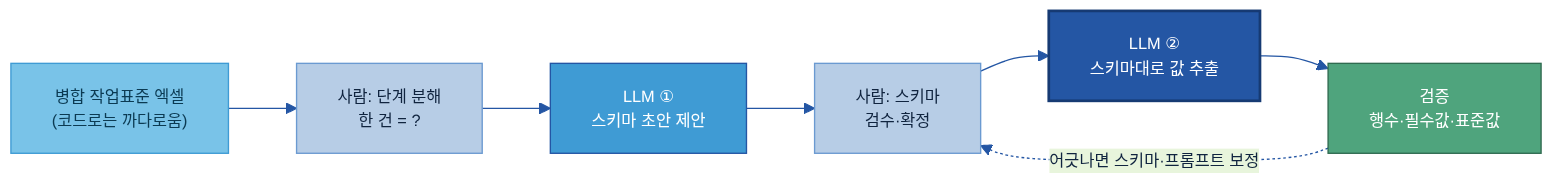 병합 작업표준 엑셀
(코드로는 까다로움)
사람: 단계 분해
한 건 = ?
LLM ①
스키마 초안 제안
사람: 스키마
검수·확정
LLM ②
스키마대로 값 추출
검증
행수·필수값·표준값
어긋나면 스키마·프롬프트 보정